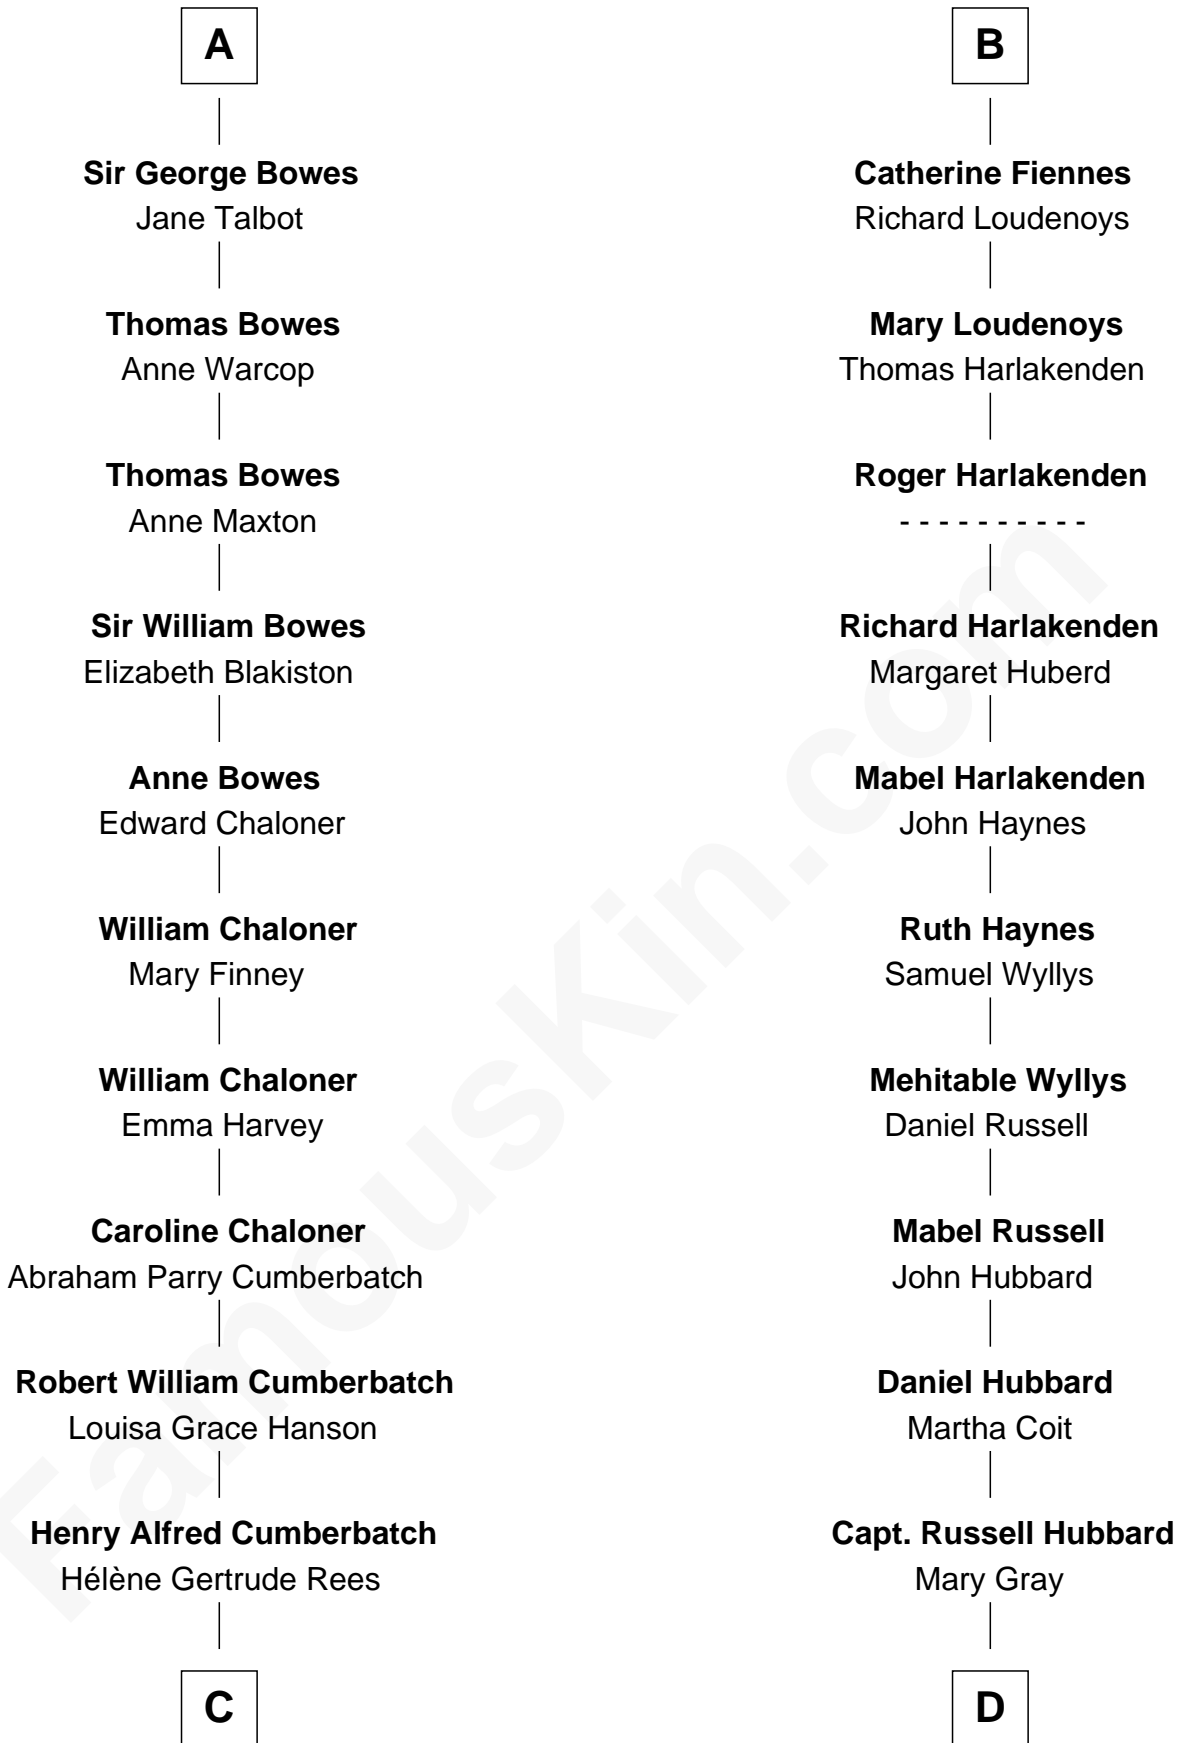 A
Sir George Bowes
Jane Talbot
Thomas Bowes
Anne Warcop
Thomas Bowes
Anne Maxton
Sir William Bowes
Elizabeth Blakiston
Anne Bowes
Edward Chaloner
William Chaloner
Mary Finney
William Chaloner
Emma Harvey
Caroline Chaloner
Abraham Parry Cumberbatch
Robert William Cumberbatch
Louisa Grace Hanson
Henry Alfred Cumberbatch
Hélène Gertrude Rees
C
B
Catherine Fiennes
Richard Loudenoys
Mary Loudenoys
Thomas Harlakenden
Roger Harlakenden
- - - - - - - - - -
Richard Harlakenden
Margaret Huberd
Mabel Harlakenden
John Haynes
Ruth Haynes
Samuel Wyllys
Mehitable Wyllys
Daniel Russell
Mabel Russell
John Hubbard
Daniel Hubbard
Martha Coit
Capt. Russell Hubbard
Mary Gray
D
FamousKin.com